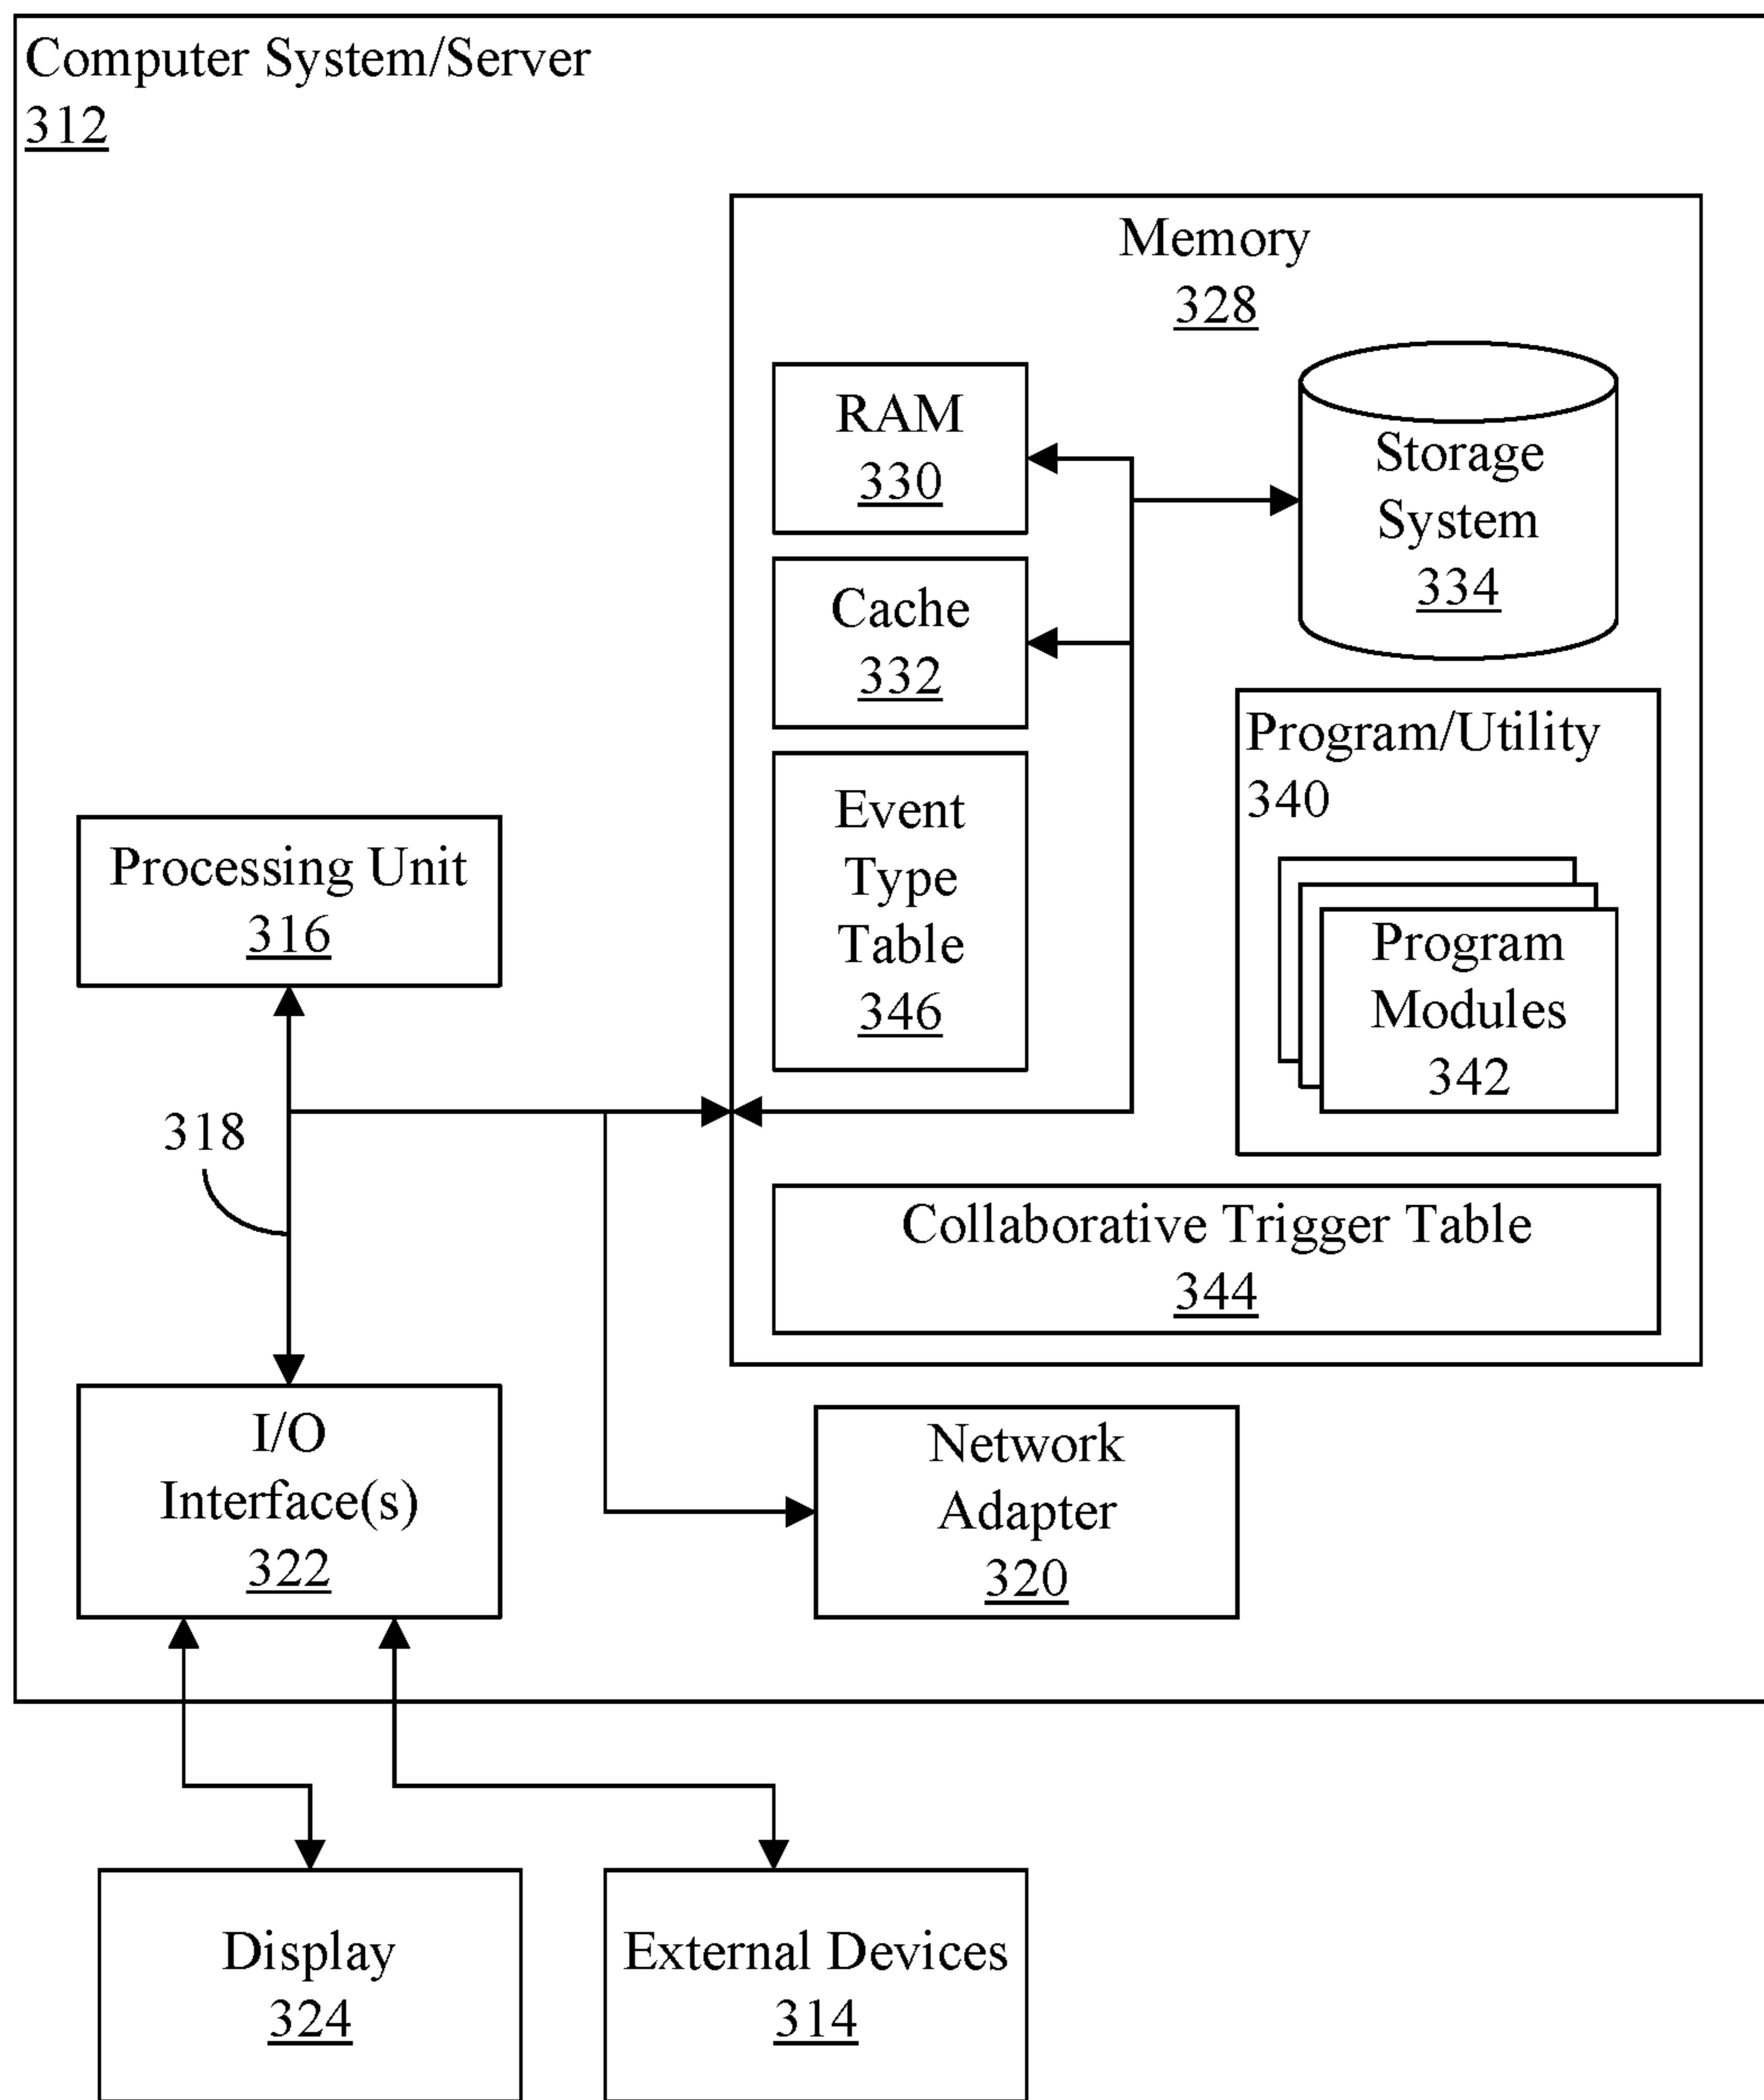 Computer System/Server
312
Memory
328
RAM
330
Storage
System
334
Cache
332
Program/Utility
340
Event
Type
Table
346
Program
Modules
342
Processing Unit
316
318
Collaborative Trigger Table
344
I/O
Interface(s)
322
Network
Adapter
320
Display
324
External Devices
314